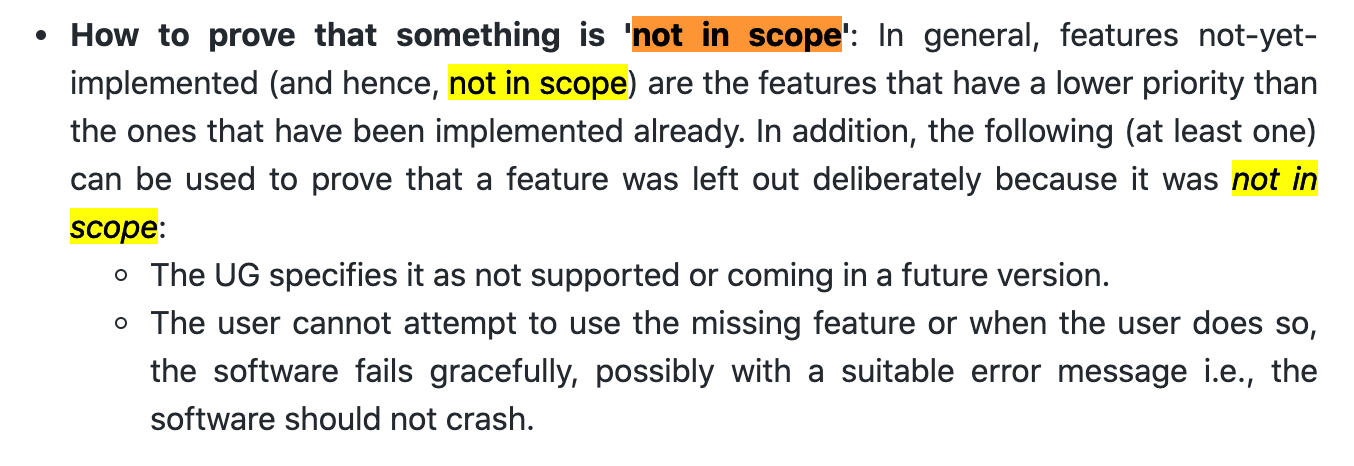 • How to prove that something is 'not in scope': In general, features not-yet-
implemented (and hence, not in scope) are the features that have a lower priority than
the ones that have been implemented already. In addition, the following (at least one)
can be used to prove that a feature was left out deliberately because it was not in
scope:
◦ The UG specifies it as not supported or coming in a future version.
◦ The user cannot attempt to use the missing feature or when the user does so,
the software fails gracefully, possibly with a suitable error message i.e., the
software should not crash.